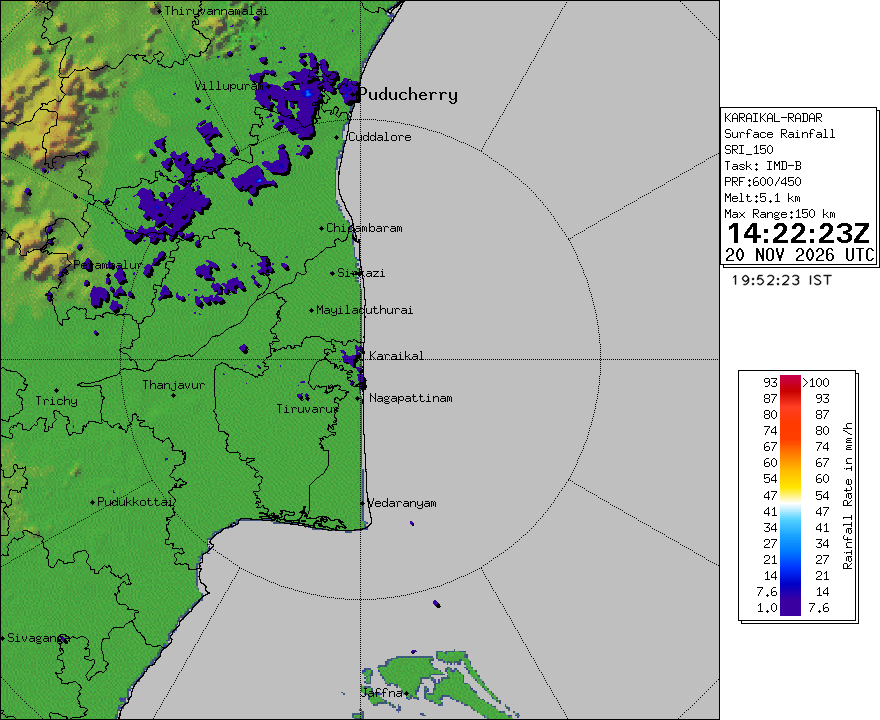 Thiruvannamalai
Villupuram
Puducherry
Cuddalore
Chidambaram
Perambalur
Sirkazi
Mayiladuthurai
Karaikal
Thanjavur
Trichy
Nagapattinam
Tiruvarur
Pudukkottai
Vedaranyam
Sivaganga
Jaffna
KARAIKAL-RADAR
Surface Rainfall
SRI_150
Task: IMD-B
PRF:600/450
Melt:5.1 km
Max Range:150 km
14:22:23Z
20 NOV 2026 UTC
19:52:23 IST
93 >100
87 93
80 87
74 80
67 74
60 67
54 60
47 54
41 47
34 41
27 34
21 27
14 21
7.6 14
1.0 7.6
Rainfall Rate in mm/h